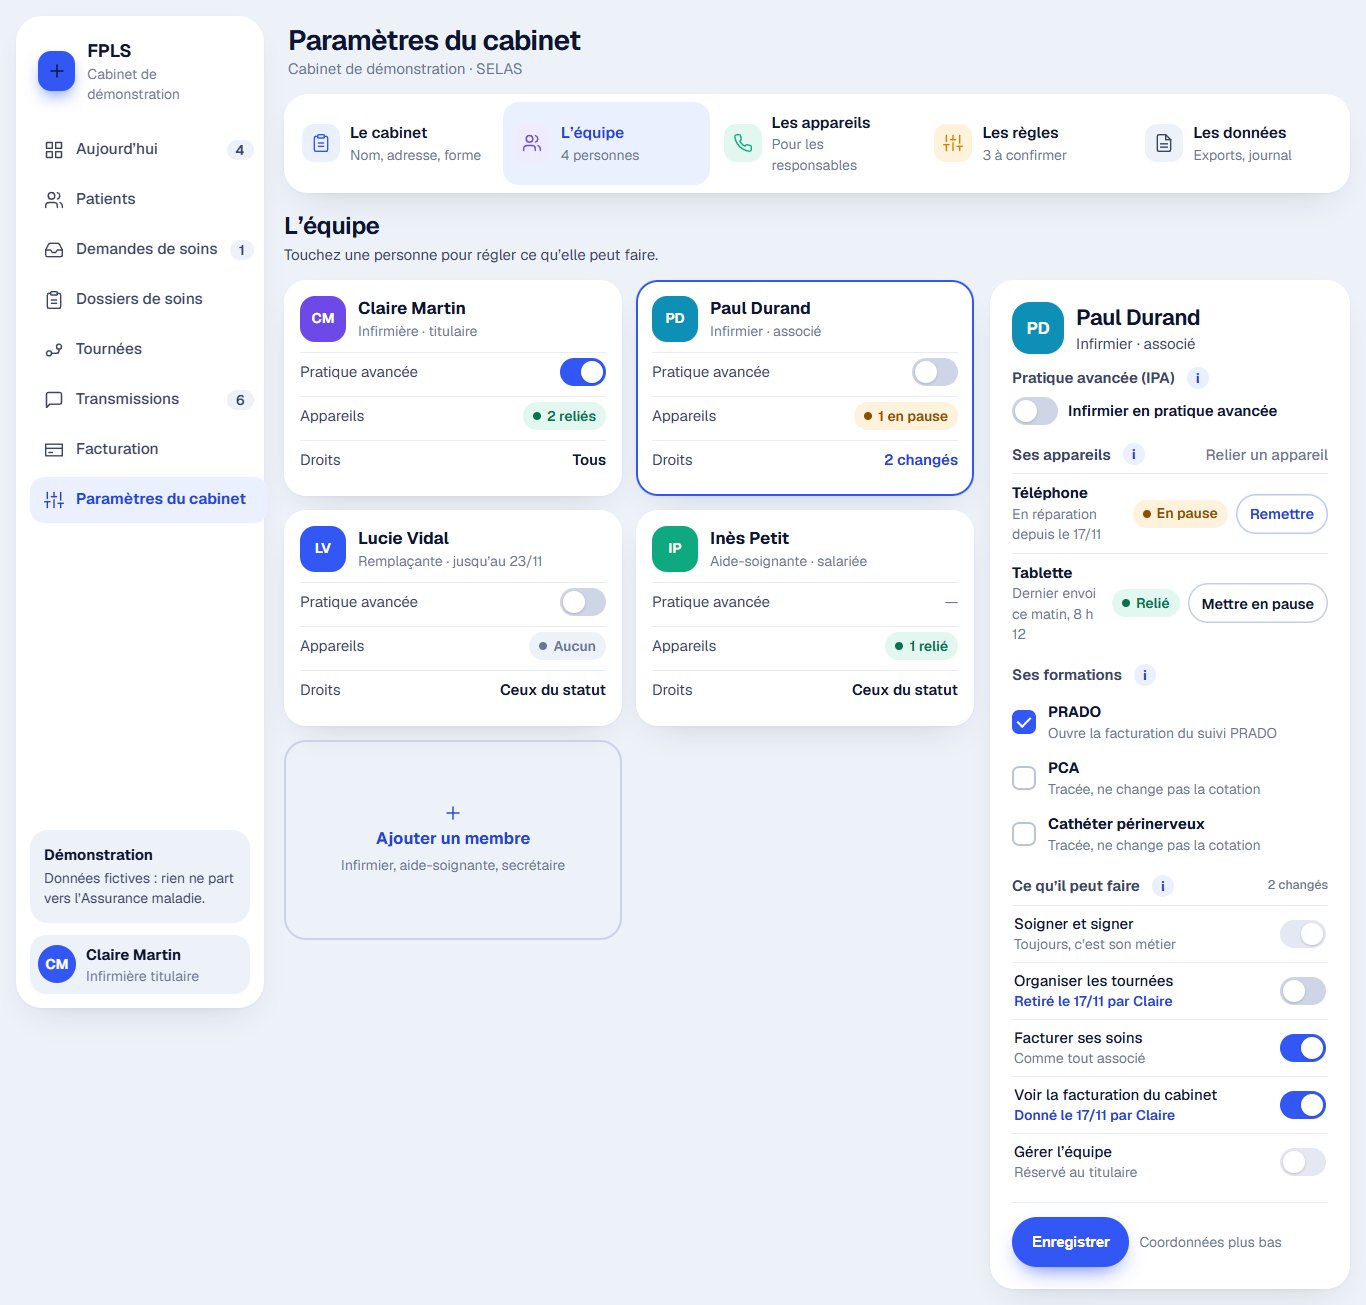 FPLS
Cabinet de
démonstration
Aujourd’hui 4
Patients
Demandes de soins 1
Dossiers de soins
Tournées
Transmissions 6
Facturation
Paramètres du cabinet
Démonstration
Données fictives : rien ne part
vers l’Assurance maladie.
CM
Claire Martin
Infirmière titulaire
Paramètres du cabinet
Cabinet de démonstration · SELAS
Le cabinet
Nom, adresse, forme
L’équipe
4 personnes
Les appareils
Pour les
responsables
Les règles
3 à confirmer
Les données
Exports, journal
L’équipe
Touchez une personne pour régler ce qu’elle peut faire.
CM
Claire Martin
Infirmière · titulaire
Pratique avancée
Appareils 2 reliés
Droits Tous
PD
Paul Durand
Infirmier · associé
Pratique avancée
Appareils 1 en pause
Droits 2 changés
LV
Lucie Vidal
Remplaçante · jusqu’au 23/11
Pratique avancée
Appareils Aucun
Droits Ceux du statut
IP
Inès Petit
Aide-soignante · salariée
Pratique avancée —
Appareils 1 relié
Droits Ceux du statut
Ajouter un membre
Infirmier, aide-soignante, secrétaire
PD
Paul Durand
Infirmier · associé
Pratique avancée (IPA) i
Infirmier en pratique avancée
Ses appareils i Relier un appareil
Téléphone
En réparation
depuis le 17/11
En pause Remettre
Tablette
Dernier envoi
ce matin, 8 h
12
Relié Mettre en pause
Ses formations i
PRADO
Ouvre la facturation du suivi PRADO
PCA
Tracée, ne change pas la cotation
Cathéter périnerveux
Tracée, ne change pas la cotation
Ce qu’il peut faire i 2 changés
Soigner et signer
Toujours, c’est son métier
Organiser les tournées
Retiré le 17/11 par Claire
Facturer ses soins
Comme tout associé
Voir la facturation du cabinet
Donné le 17/11 par Claire
Gérer l’équipe
Réservé au titulaire
Enregistrer Coordonnées plus bas